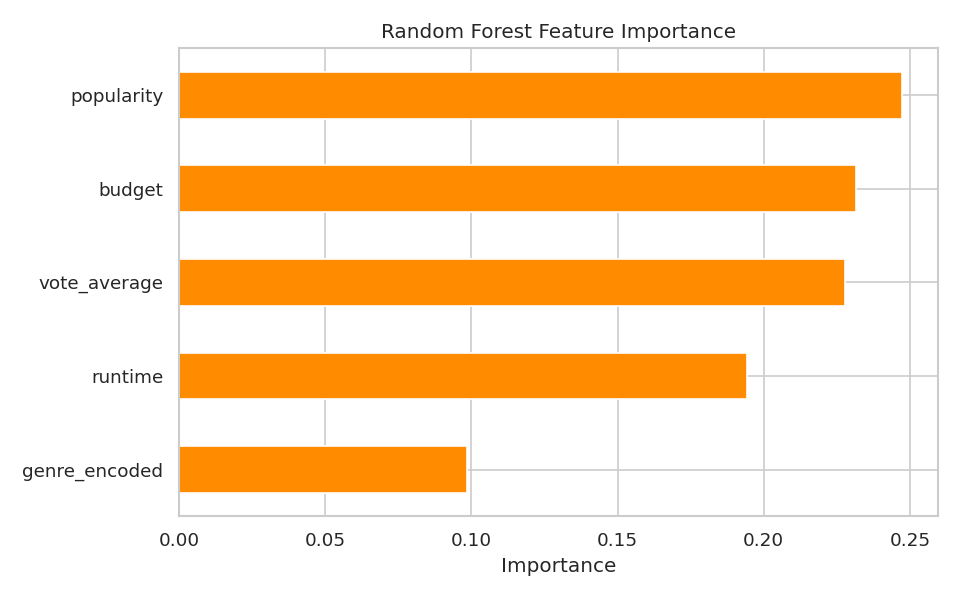 Random Forest Feature Importance
popularity
budget
vote_average
runtime
genre_encoded
0.00 0.05 0.10 0.15 0.20 0.25
Importance